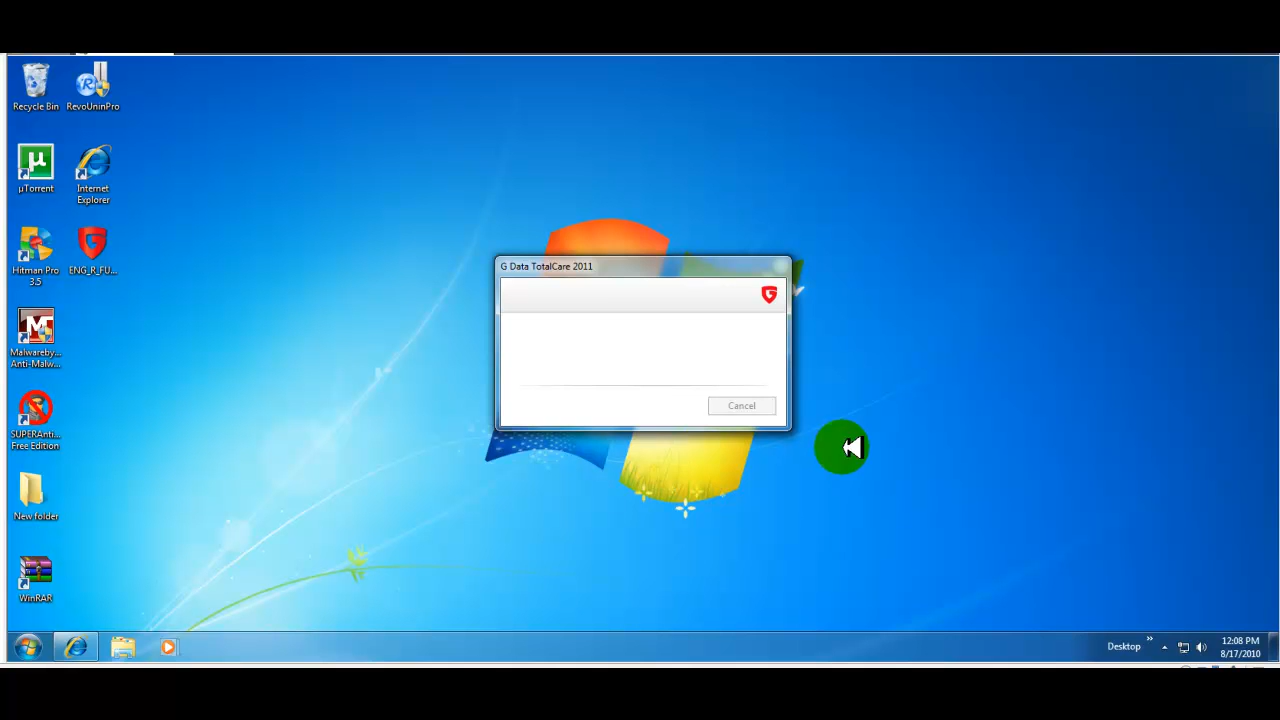 Recycle Bin
RevoUninPro
µTorrent
Internet
Explorer
Hitman Pro
3.5
ENG_R_FU...
Malwareby...
Anti-Malw...
SUPERAnti...
Free Edition
New folder
WinRAR
G Data TotalCare 2011
Cancel
Desktop
12:08 PM
8/17/2010